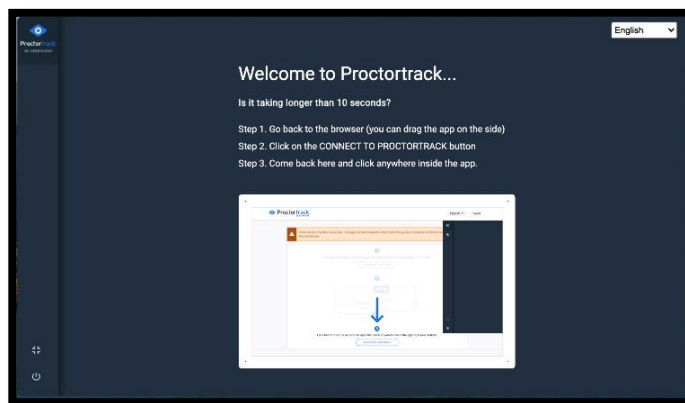 Proctortrack
English
Welcome to Proctortrack...
Is it taking longer than 10 seconds?
Step 1. Go back to the browser (you can drag the app on the side)
Step 2. Click on the CONNECT TO PROCTORTRACK button
Step 3. Come back here and click anywhere inside the app.
Proctortrack
English